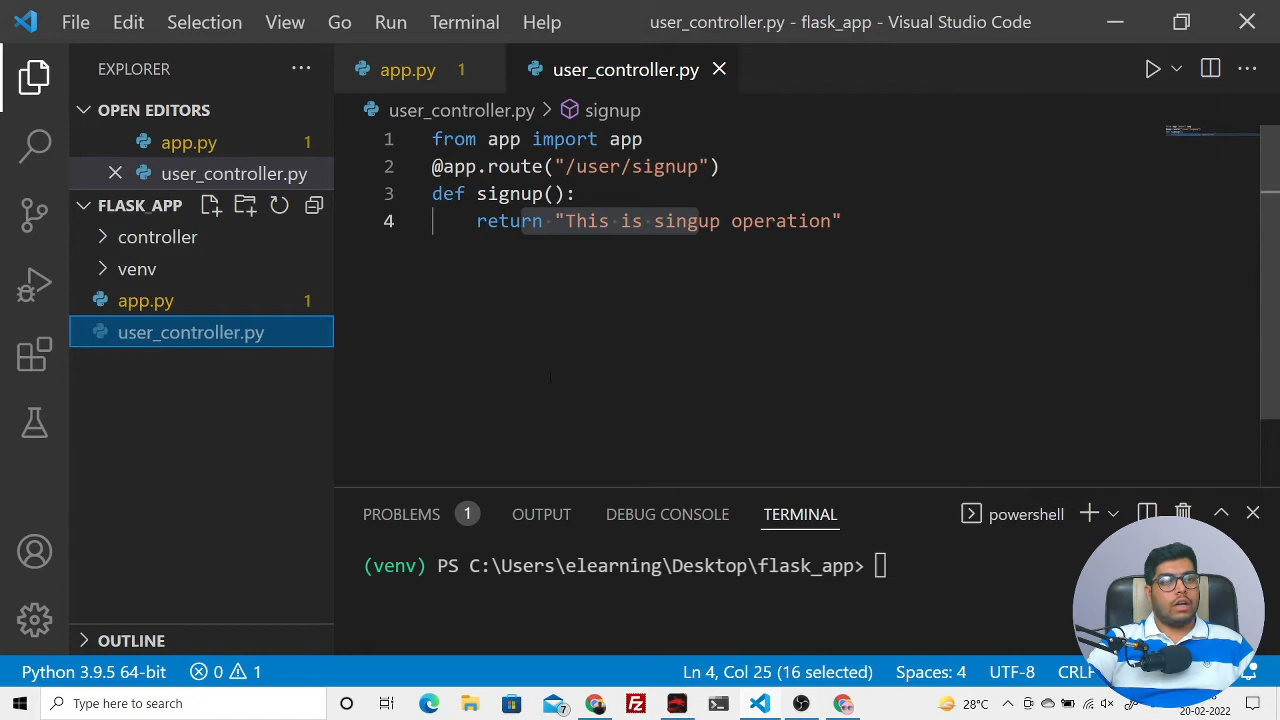 File Edit Selection View Go Run Terminal Help user_controller.py - flask_app - Visual Studio Code
EXPLORER
OPEN EDITORS
app.py 1
user_controller.py
FLASK_APP
controller
venv
app.py 1
user_controller.py
OUTLINE
app.py 1 user_controller.py
user_controller.py > signup
1 from app import app
2 @app.route("/user/signup")
3 def signup():
4 return "This is singup operation"
PROBLEMS 1 OUTPUT DEBUG CONSOLE TERMINAL powershell
(venv) PS C:\Users\elearning\Desktop\flask_app>
Python 3.9.5 64-bit 0 1 Ln 4, Col 25 (16 selected) Spaces: 4 UTF-8 CRLF
Type here to search 7 28°C
20-02-2022